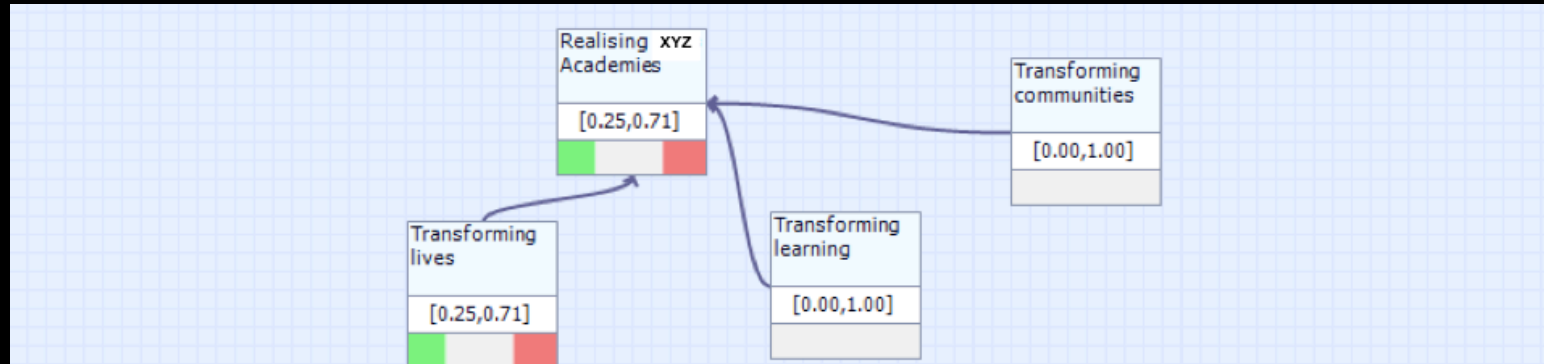 Realising XYZ
Academies
[0.25,0.71]
Transforming
communities
[0.00,1.00]
Transforming
lives
[0.25,0.71]
Transforming
learning
[0.00,1.00]